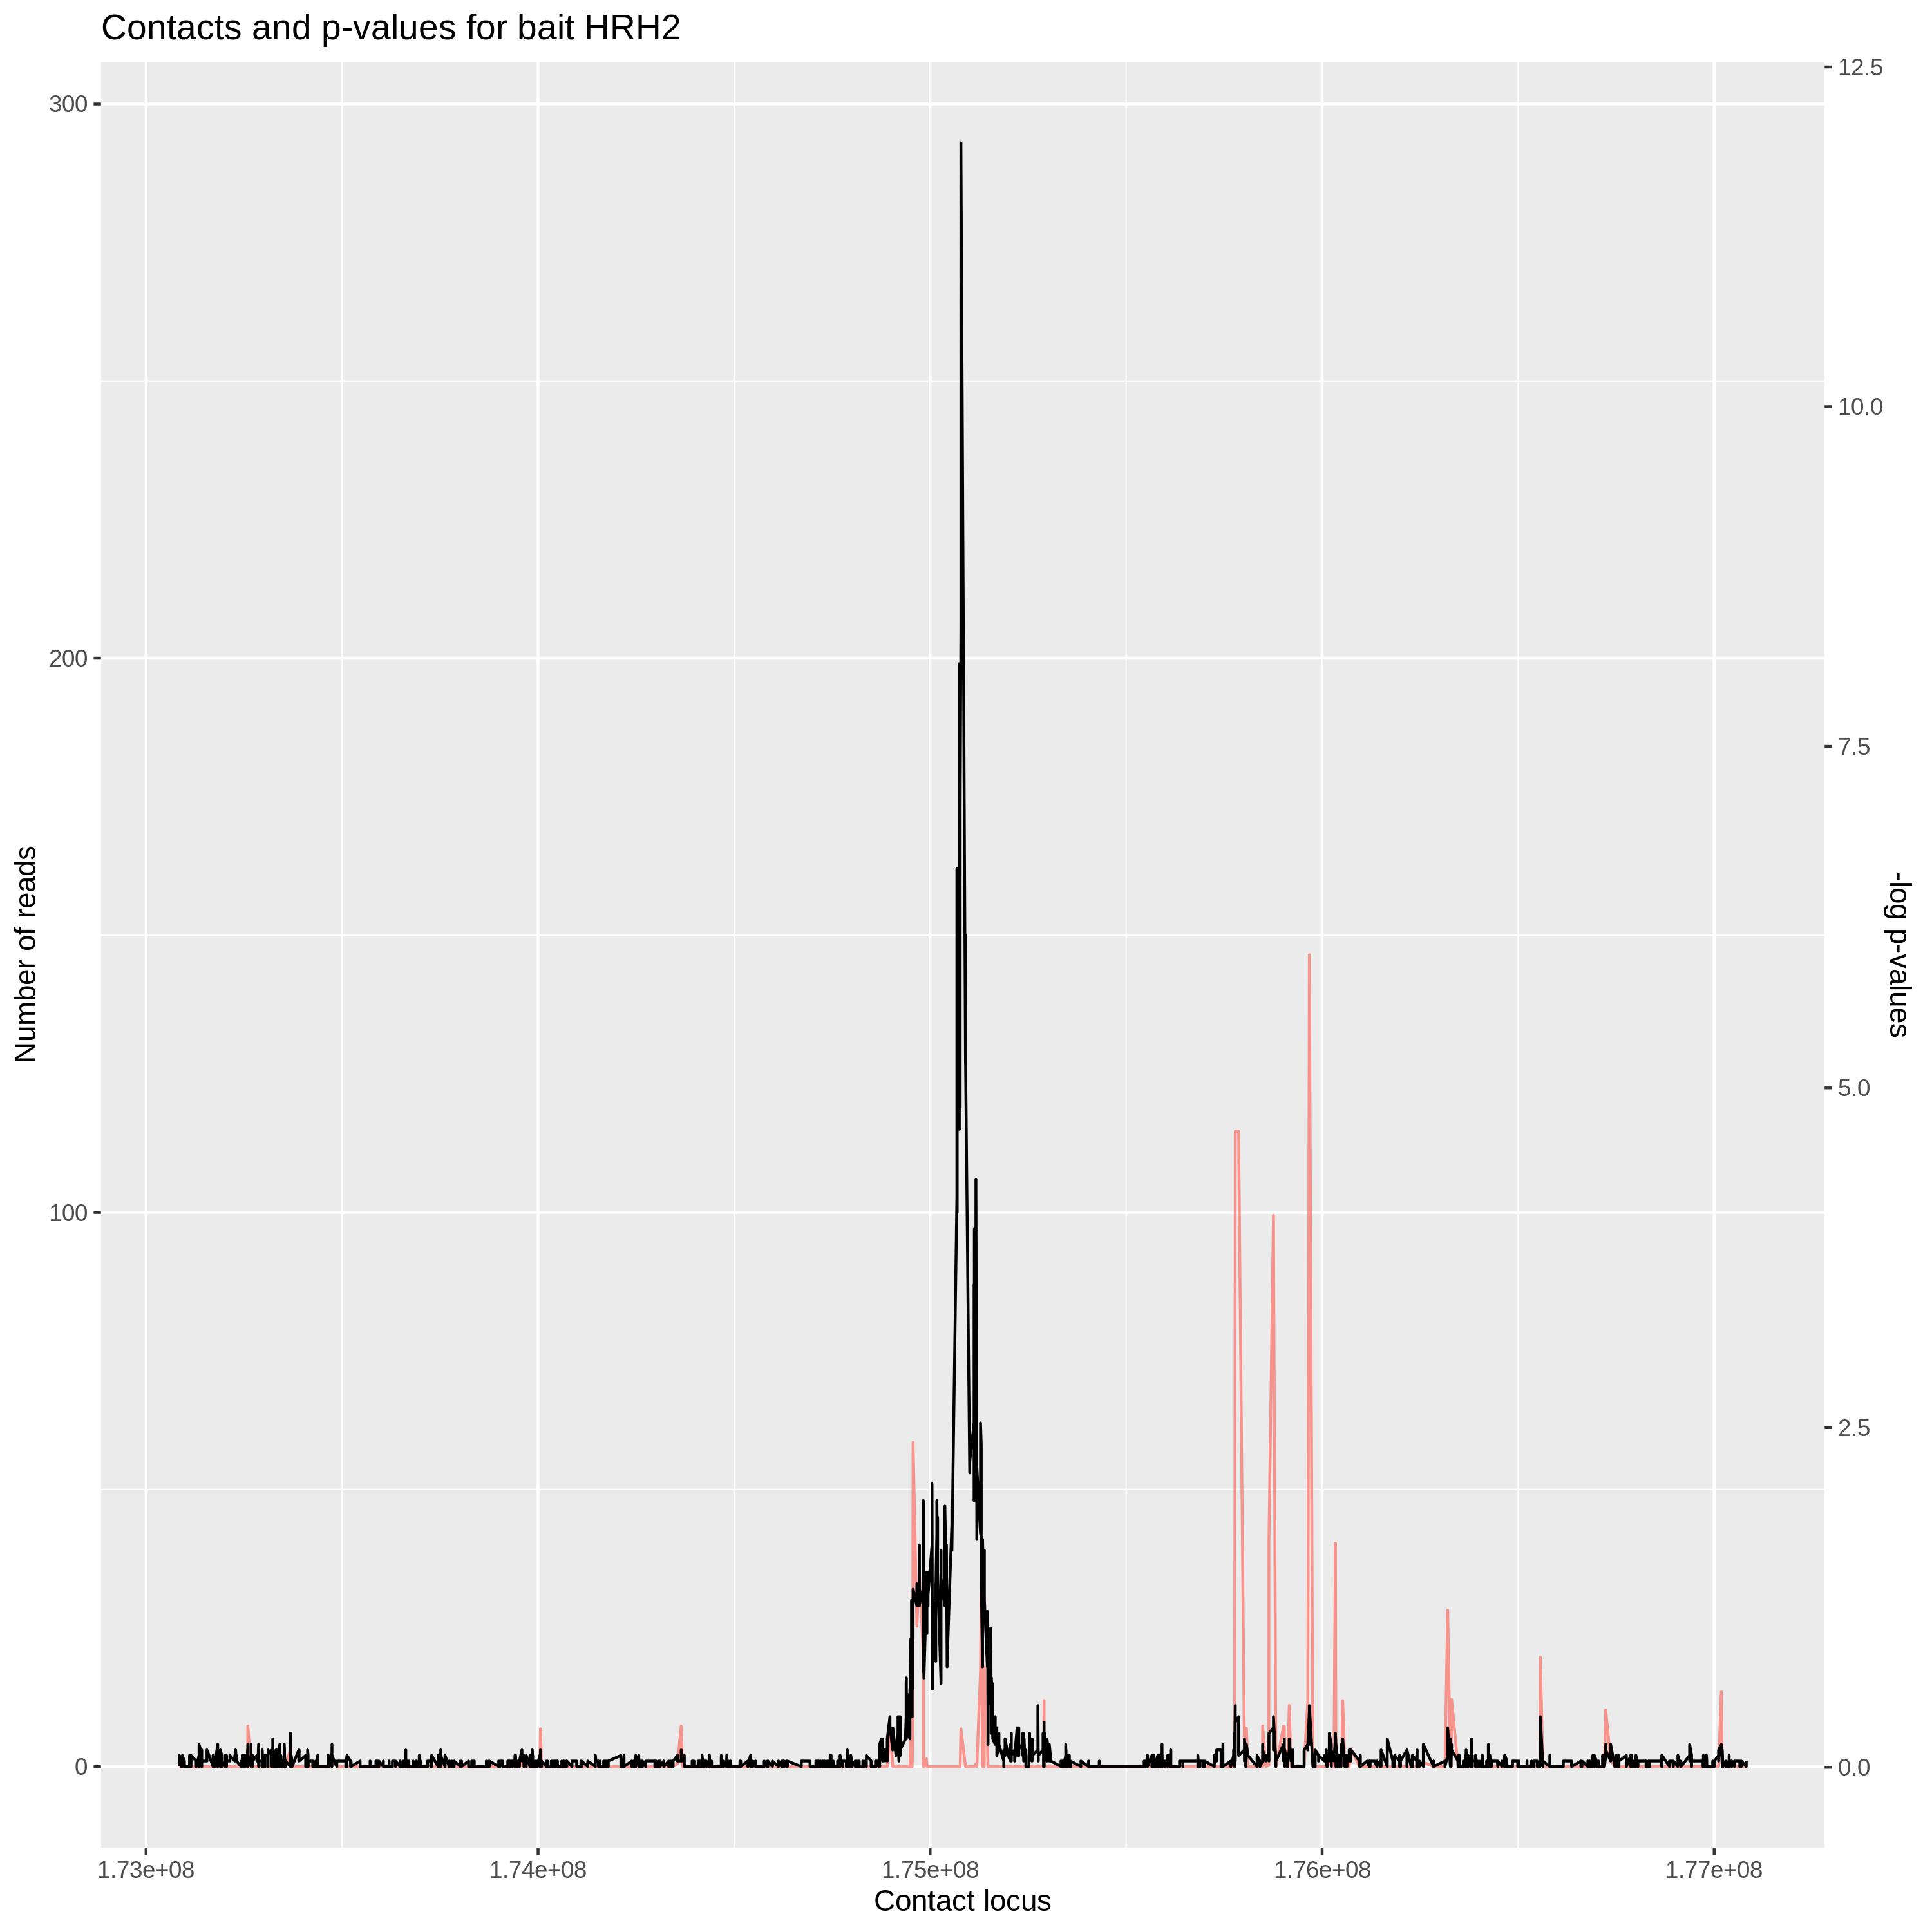 Contacts and p-values for bait HRH2
300
200
100
0
Number of reads
12.5
10.0
7.5
5.0
2.5
0.0
-log p-values
1.73e+08
1.74e+08
1.75e+08
1.76e+08
1.77e+08
Contact locus